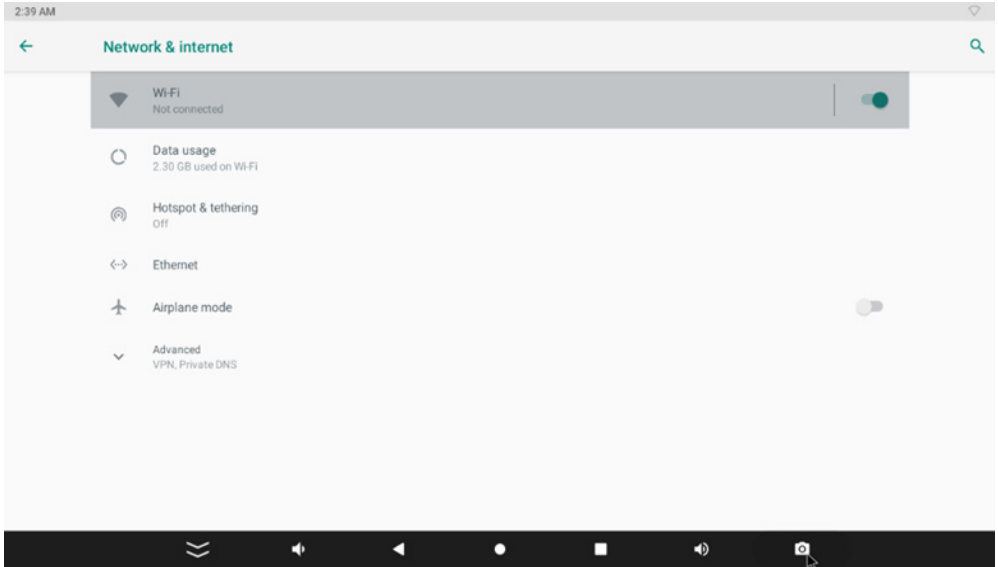 2:39 AM
Network & internet
Wi-Fi
Not connected
Data usage
2.30 GB used on Wi-Fi
Hotspot & tethering
Off
Ethernet
Airplane mode
Advanced
VPN, Private DNS